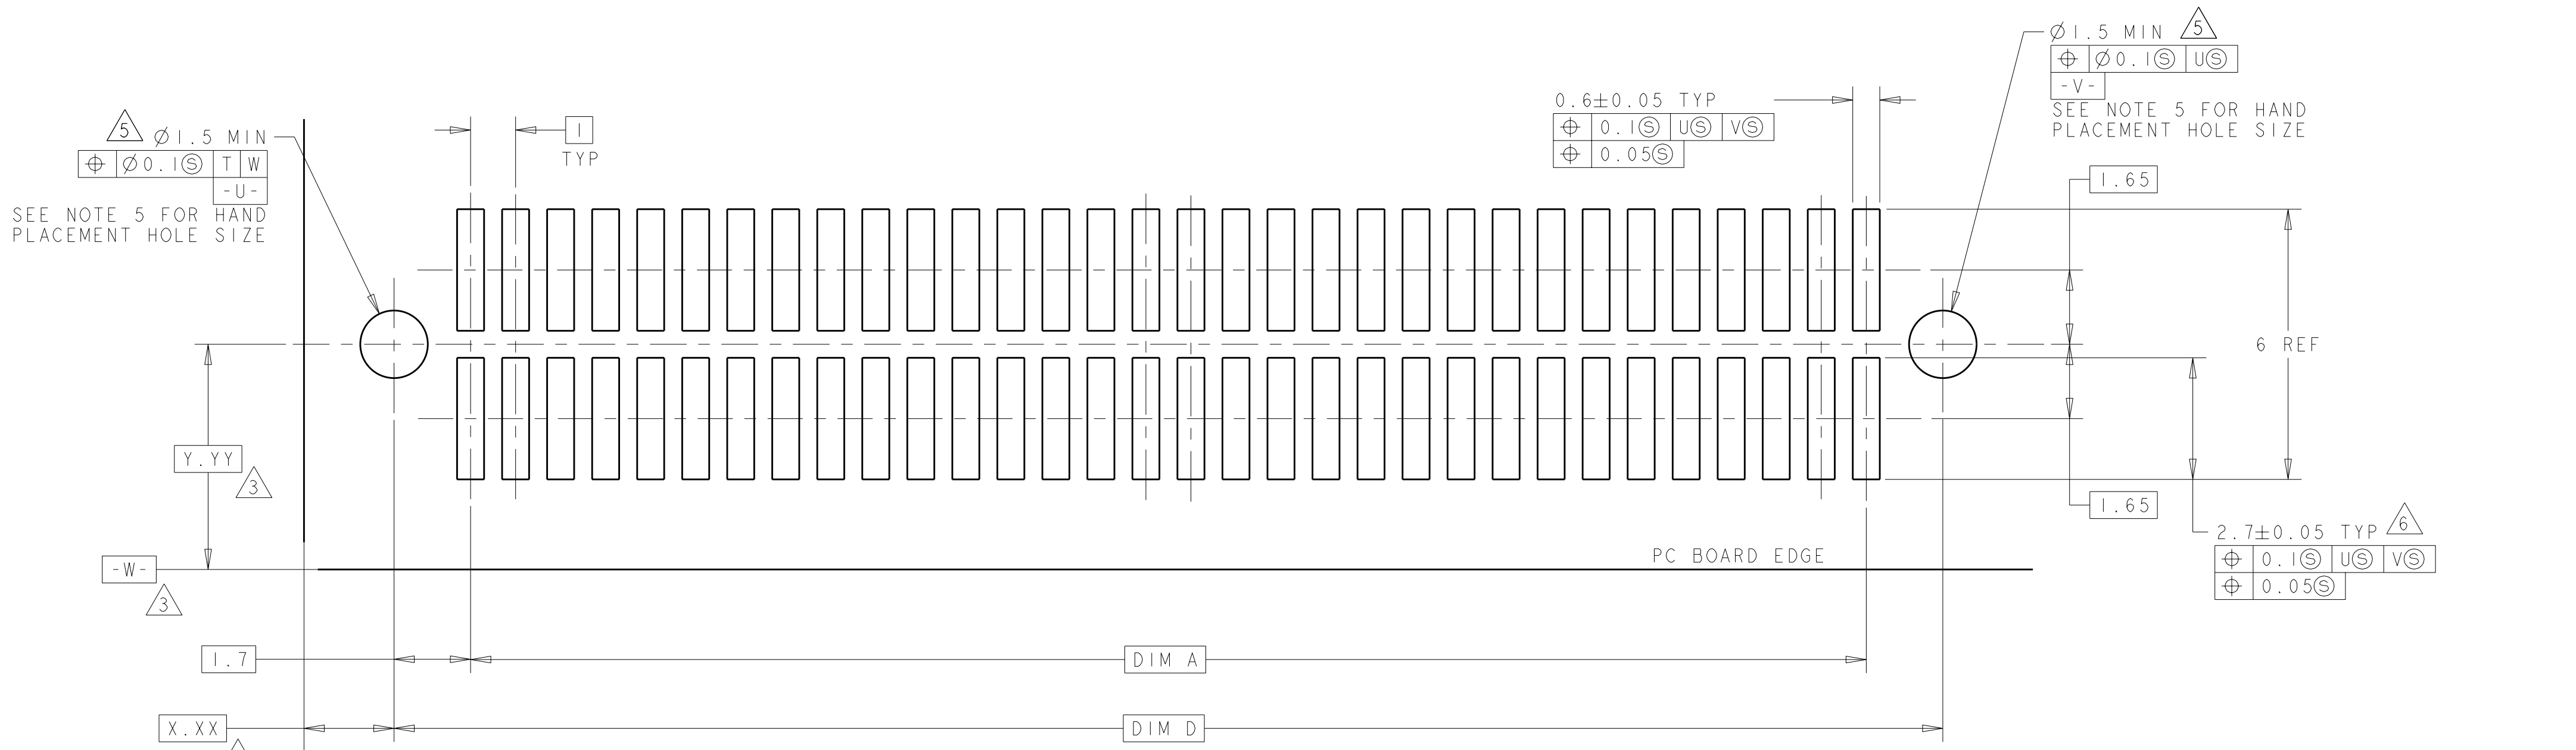 5
Ø1.5 MIN
⌖ Ø0.1Ⓢ T W
-U-
SEE NOTE 5 FOR HAND
PLACEMENT HOLE SIZE
1
TYP
0.6±0.05 TYP
⌖ 0.1Ⓢ UⓈ VⓈ
⌖ 0.05Ⓢ
Ø1.5 MIN
5
⌖ Ø0.1Ⓢ UⓈ
-V-
SEE NOTE 5 FOR HAND
PLACEMENT HOLE SIZE
1.65
6 REF
1.65
2.7±0.05 TYP
6
⌖ 0.1Ⓢ UⓈ VⓈ
⌖ 0.05Ⓢ
Y.YY
3
-W-
3
PC BOARD EDGE
1.7
DIM A
X.XX
DIM D